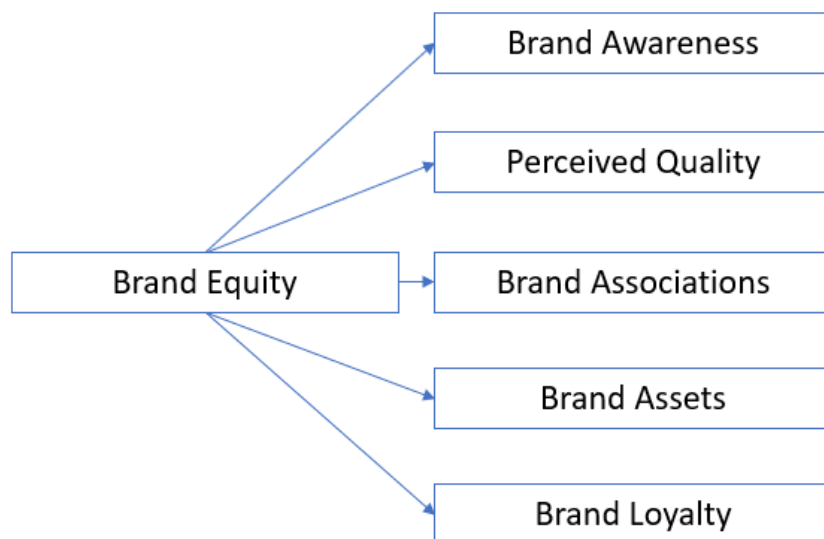 Brand Awareness
Perceived Quality
Brand Equity
Brand Associations
Brand Assets
Brand Loyalty